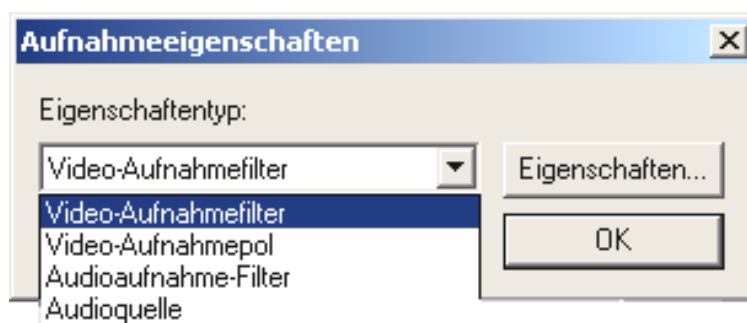 Aufnahmeeigenschaften
Eigenschaftentyp:
Video-Aufnahmefilter
Eigenschaften...
Video-Aufnahmefilter
Video-Aufnahmepol
OK
Audioaufnahme-Filter
Audioquelle